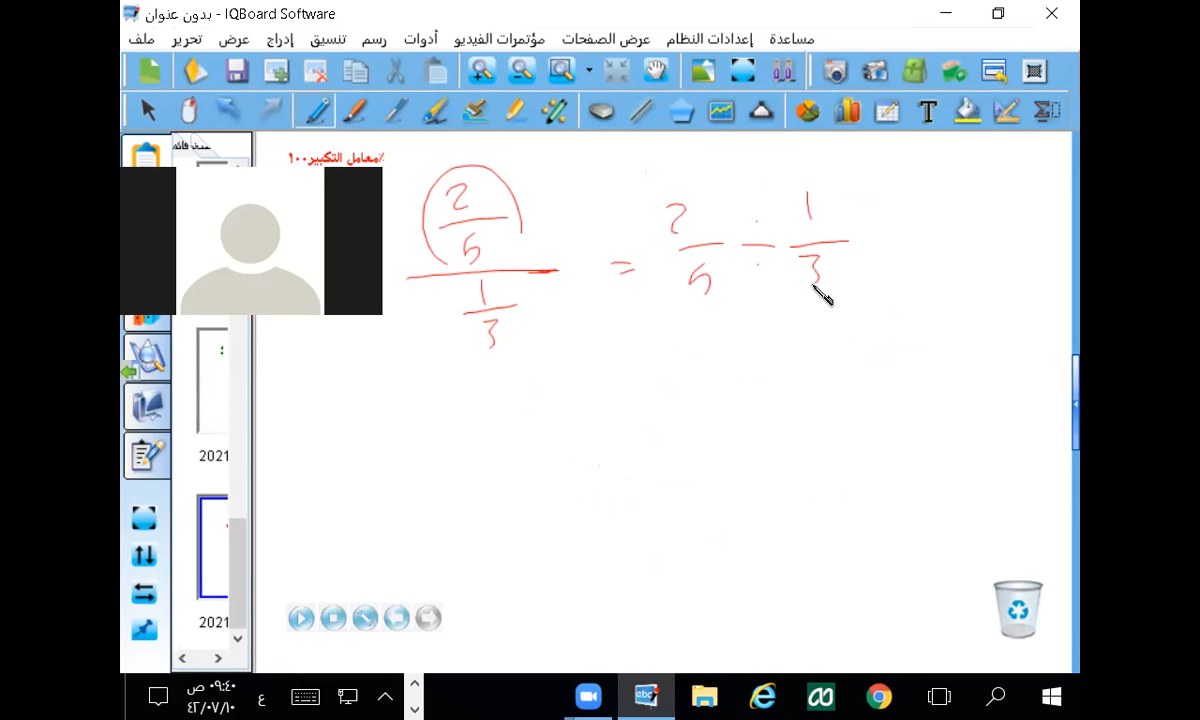 بدون عنوان - IQBoard Software
ملف تحرير عرض إدراج تنسيق رسم أدوات مؤتمرات الفيديو عرض الصفحات إعدادات النظام مساعدة
معامل التكبير١٠٠٪
2/5 / 1/3 = 2/5 ÷ 1/3
2021
2021
٠٩:٤٠ ص
ع
٤٢/٠٧/١٠
abc